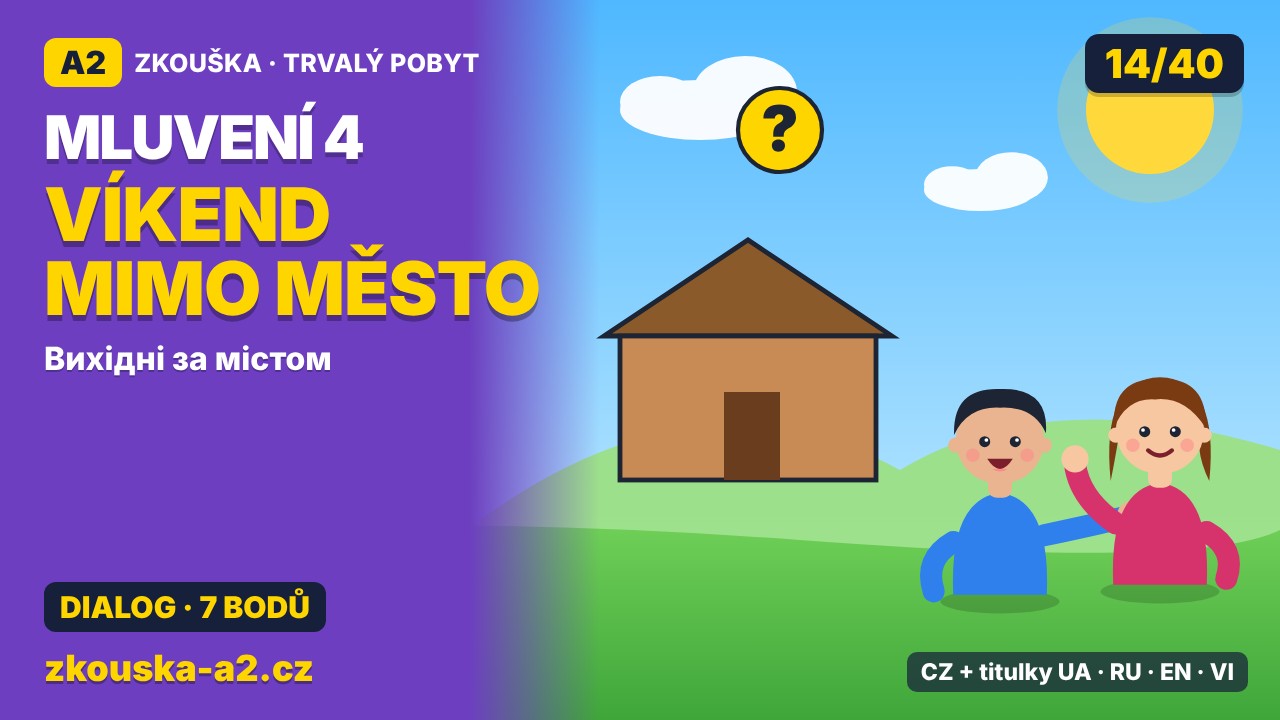 A2 ZKOUŠKA · TRVALÝ POBYT
14/40
MLUVENÍ 4
VÍKEND
MIMO MĚSTO
Вихідні за містом
?
DIALOG · 7 BODŮ
zkouska-a2.cz
CZ + titulky UA · RU · EN · VI